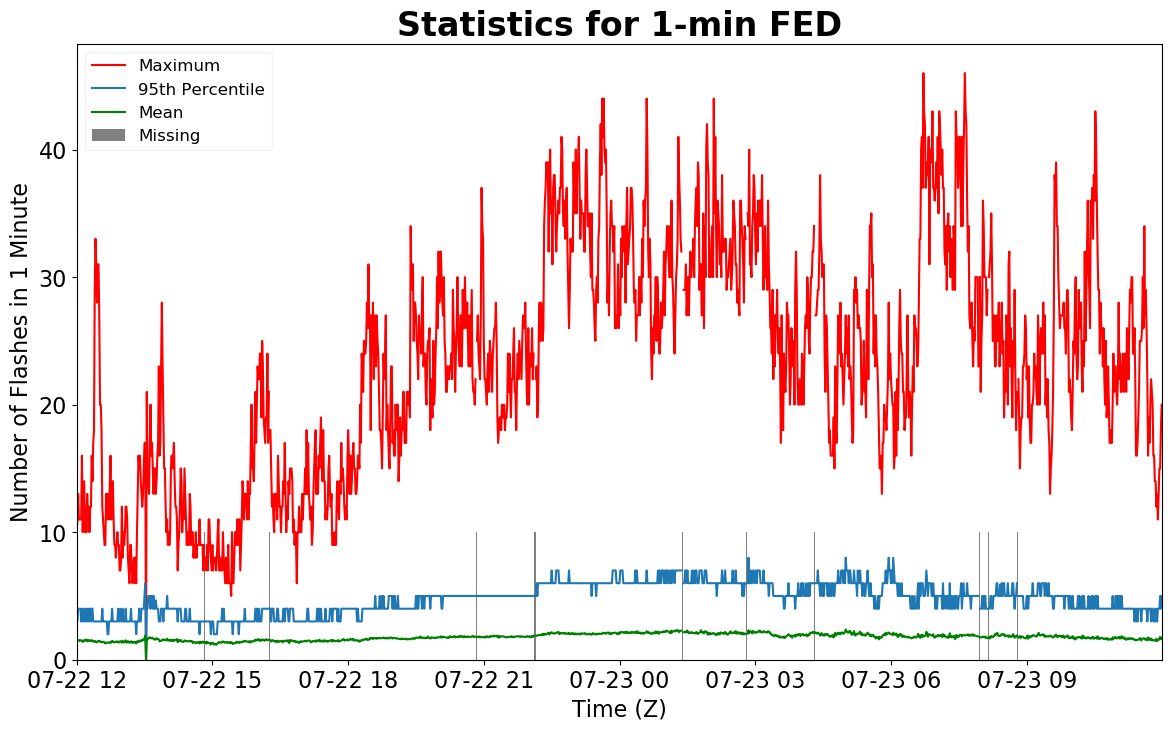 Statistics for 1-min FED
Maximum
95th Percentile
Mean
Missing
Number of Flashes in 1 Minute
40
30
20
10
0
07-22 12
07-22 15
07-22 18
07-22 21
07-23 00
07-23 03
07-23 06
07-23 09
Time (Z)